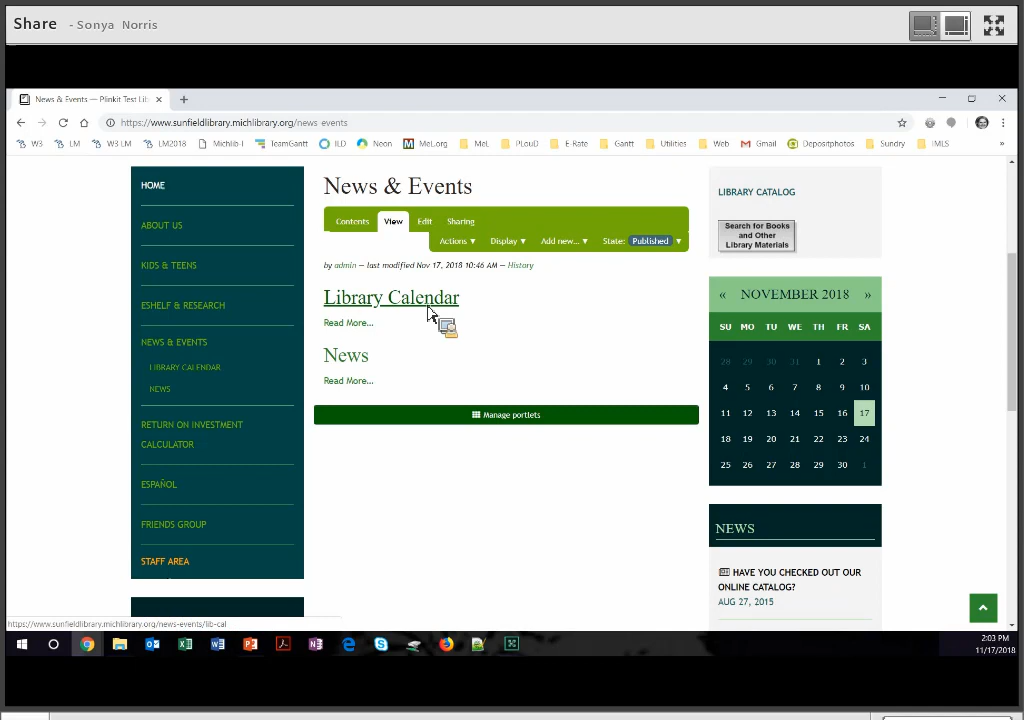 Share - Sonya Norris
News & Events — Plinkit Test Lib
https://www.sunfieldlibrary.michlibrary.org/news-events
W3 LM W3 LM LM2018 Michlib-l TeamGantt ILD Neon MeLorg MeL PLouD E-Rate Gantt Utilities Web Gmail Depositphotos Sundry IMLS »
HOME
ABOUT US
KIDS & TEENS
ESHELF & RESEARCH
NEWS & EVENTS
LIBRARY CALENDAR
NEWS
RETURN ON INVESTMENT
CALCULATOR
ESPAÑOL
FRIENDS GROUP
STAFF AREA
News & Events
Contents View Edit Sharing
Actions ▼ Display ▼ Add new... ▼ State: Published ▼
by admin — last modified Nov 17, 2018 10:46 AM — History
Library Calendar
Read More...
News
Read More...
Manage portlets
LIBRARY CATALOG
Search for Books
and Other
Library Materials
« NOVEMBER 2018 »
SU MO TU WE TH FR SA
28 29 30 31 1 2 3
4 5 6 7 8 9 10
11 12 13 14 15 16 17
18 19 20 21 22 23 24
25 26 27 28 29 30 1
NEWS
HAVE YOU CHECKED OUT OUR
ONLINE CATALOG?
AUG 27, 2015
https://www.sunfieldlibrary.michlibrary.org/news-events/lib-cal
2:03 PM
11/17/2018